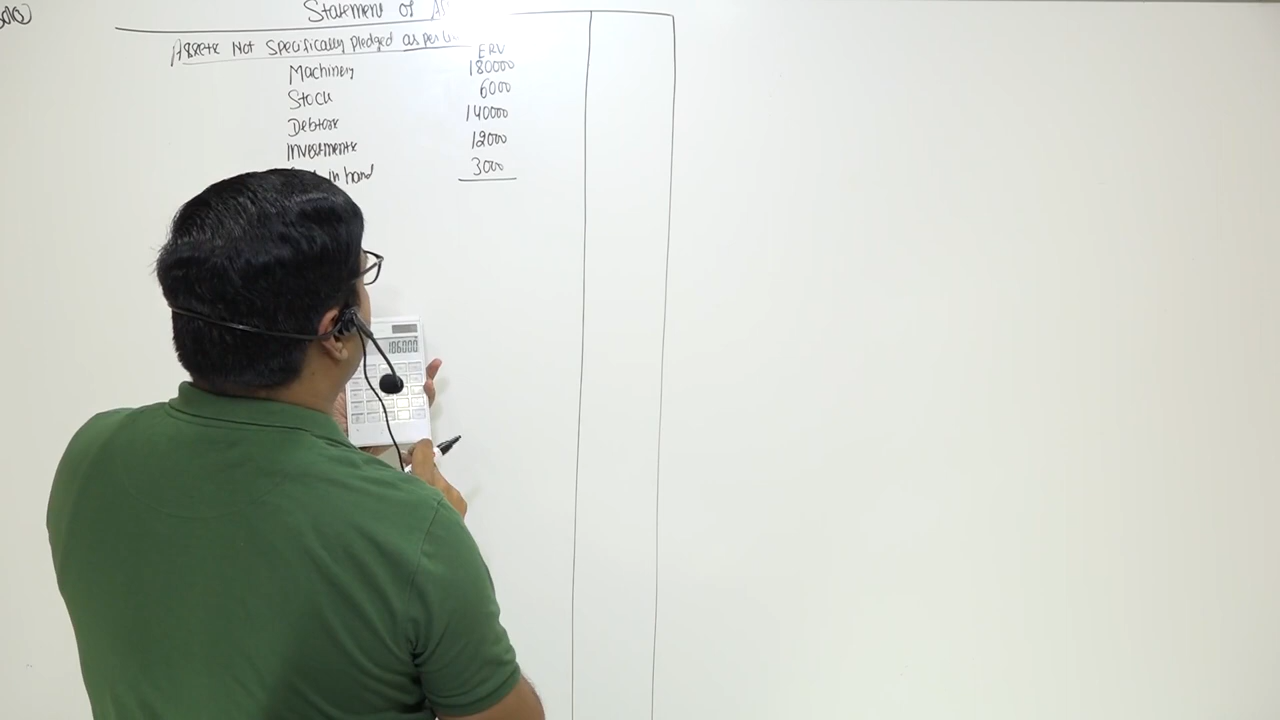 Statement of
Assets Not Specifically Pledged as per
ERV
Machinery 180000
Stock 6000
Debtors 140000
Investments 12000
in hand 3000
186000